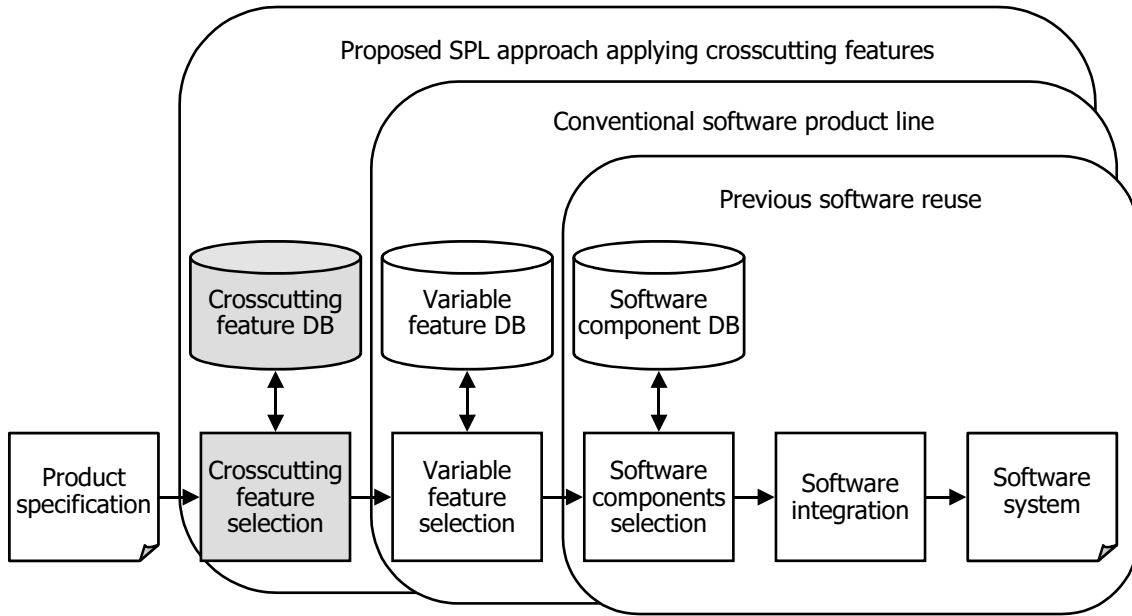 Proposed SPL approach applying crosscutting features
Conventional software product line
Previous software reuse
Crosscutting
feature DB
Variable
feature DB
Software
component DB
Product
specification
Crosscutting
feature
selection
Variable
feature
selection
Software
components
selection
Software
integration
Software
system